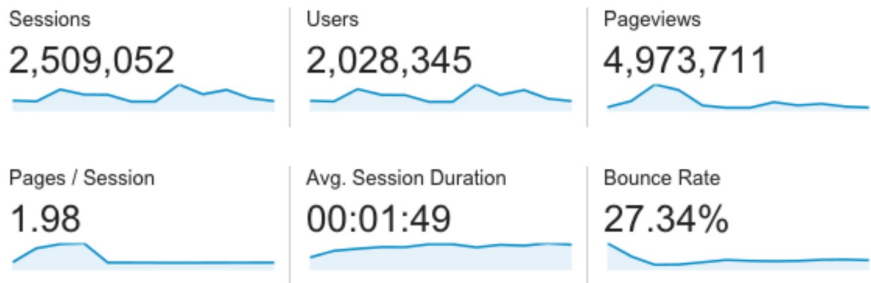 Sessions
2,509,052
Users
2,028,345
Pageviews
4,973,711
Pages / Session
1.98
Avg. Session Duration
00:01:49
Bounce Rate
27.34%